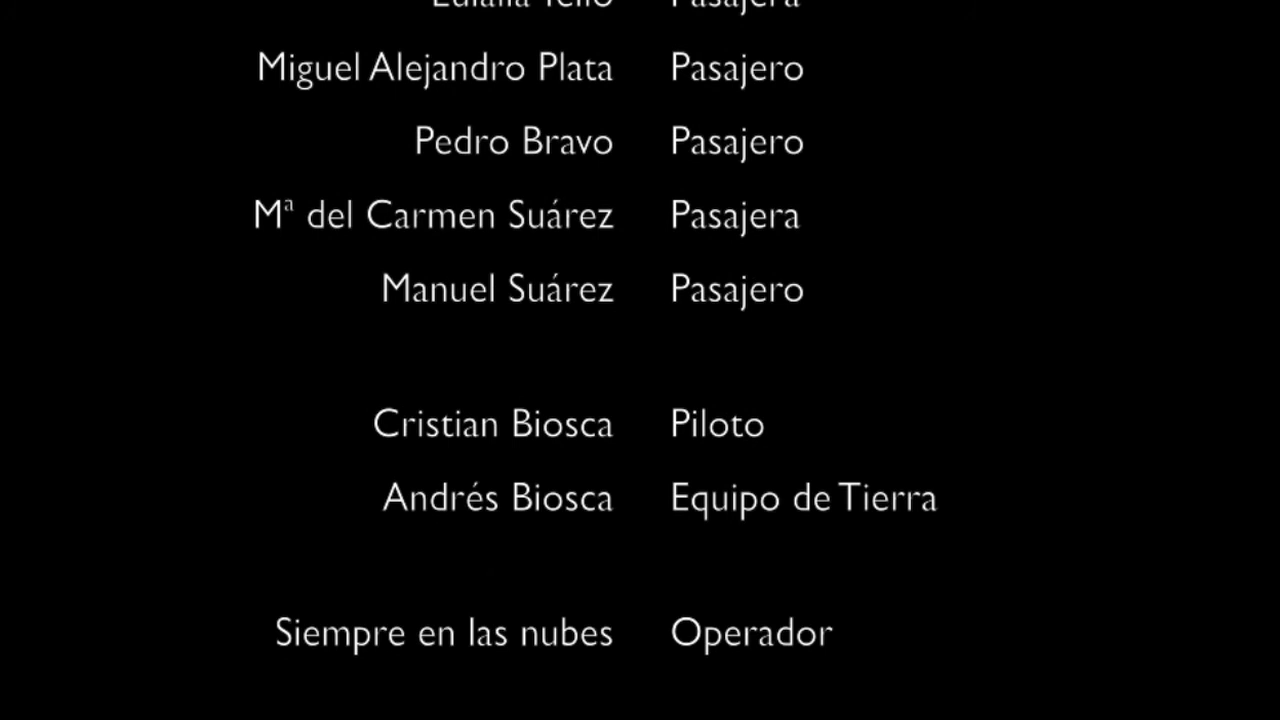 Miguel Alejandro Plata Pasajero
Pedro Bravo Pasajero
Mª del Carmen Suárez Pasajera
Manuel Suárez Pasajero
Cristian Biosca Piloto
Andrés Biosca Equipo de Tierra
Siempre en las nubes Operador